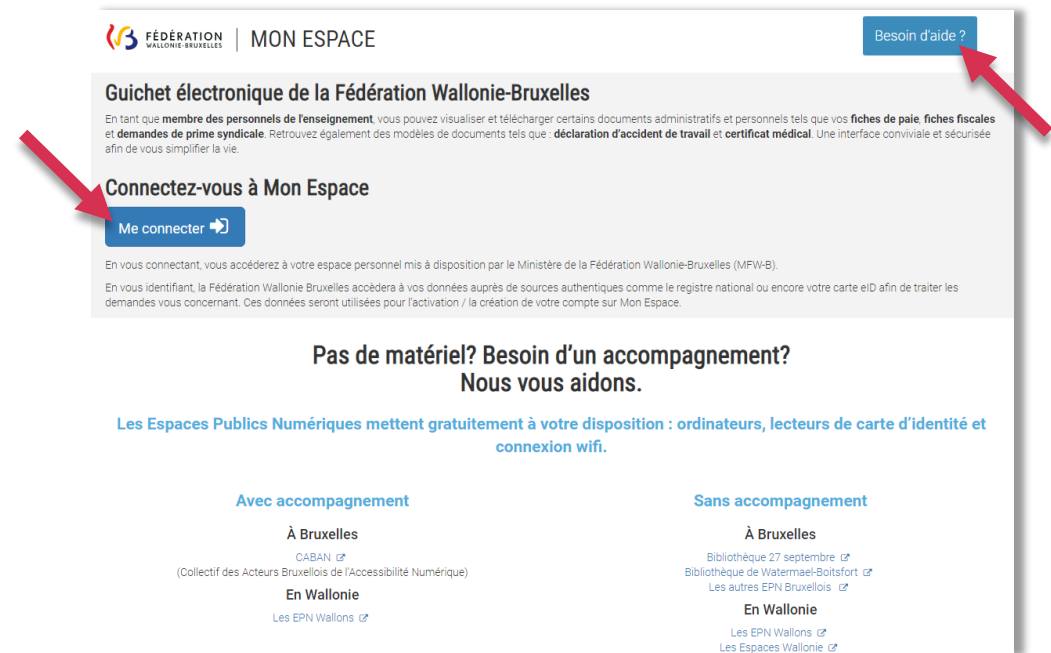 FÉDÉRATION
WALLONIE-BRUXELLES
MON ESPACE
Besoin d'aide ?
Guichet électronique de la Fédération Wallonie-Bruxelles
En tant que membre des personnels de l'enseignement, vous pouvez visualiser et télécharger certains documents administratifs et personnels tels que vos fiches de paie, fiches fiscales
et demandes de prime syndicale. Retrouvez également des modèles de documents tels que : déclaration d'accident de travail et certificat médical. Une interface conviviale et sécurisée
afin de vous simplifier la vie.
Connectez-vous à Mon Espace
Me connecter
En vous connectant, vous accéderez à votre espace personnel mis à disposition par le Ministère de la Fédération Wallonie-Bruxelles (MFW-B).
En vous identifiant, la Fédération Wallonie Bruxelles accèdera à vos données auprès de sources authentiques comme le registre national ou encore votre carte eID afin de traiter les
demandes vous concernant. Ces données seront utilisées pour l'activation / la création de votre compte sur Mon Espace.
Pas de matériel? Besoin d'un accompagnement?
Nous vous aidons.
Les Espaces Publics Numériques mettent gratuitement à votre disposition : ordinateurs, lecteurs de carte d'identité et
connexion wifi.
Avec accompagnement
À Bruxelles
CABAN
(Collectif des Acteurs Bruxellois de l'Accessibilité Numérique)
En Wallonie
Les EPN Wallons
Sans accompagnement
À Bruxelles
Bibliothèque 27 septembre
Bibliothèque de Watermael-Boitsfort
Les autres EPN Bruxellois
En Wallonie
Les EPN Wallons
Les Espaces Wallonie